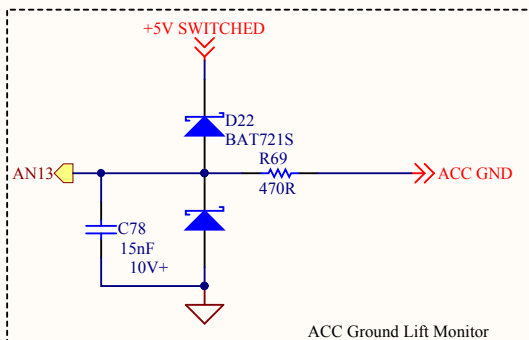 +5V SWITCHED
D22
BAT721S
R69
AN13
ACC GND
470R
C78
15nF
10V+
ACC Ground Lift Monitor